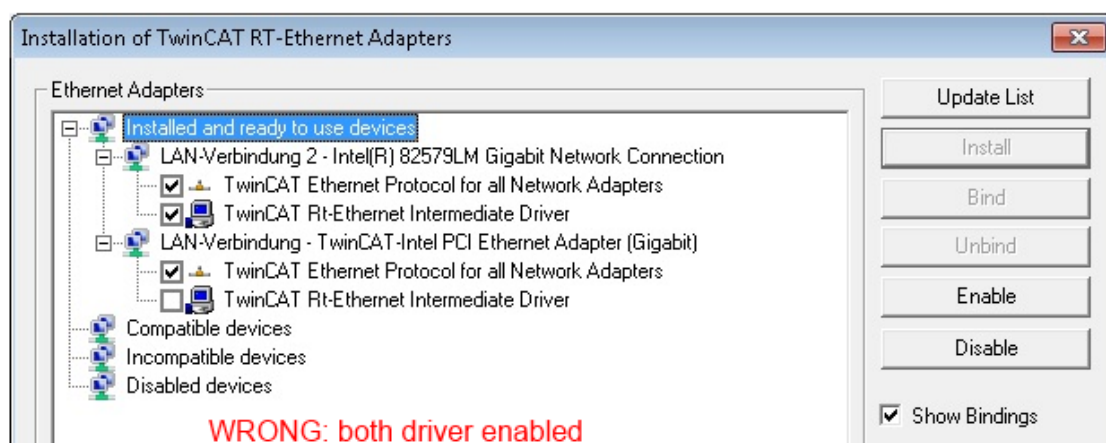 Installation of TwinCAT RT-Ethernet Adapters
Ethernet Adapters
Installed and ready to use devices
LAN-Verbindung 2 - Intel(R) 82579LM Gigabit Network Connection
TwinCAT Ethernet Protocol for all Network Adapters
TwinCAT Rt-Ethernet Intermediate Driver
LAN-Verbindung - TwinCAT-Intel PCI Ethernet Adapter (Gigabit)
TwinCAT Ethernet Protocol for all Network Adapters
TwinCAT Rt-Ethernet Intermediate Driver
Compatible devices
Incompatible devices
Disabled devices
WRONG: both driver enabled
Update List
Install
Bind
Unbind
Enable
Disable
Show Bindings